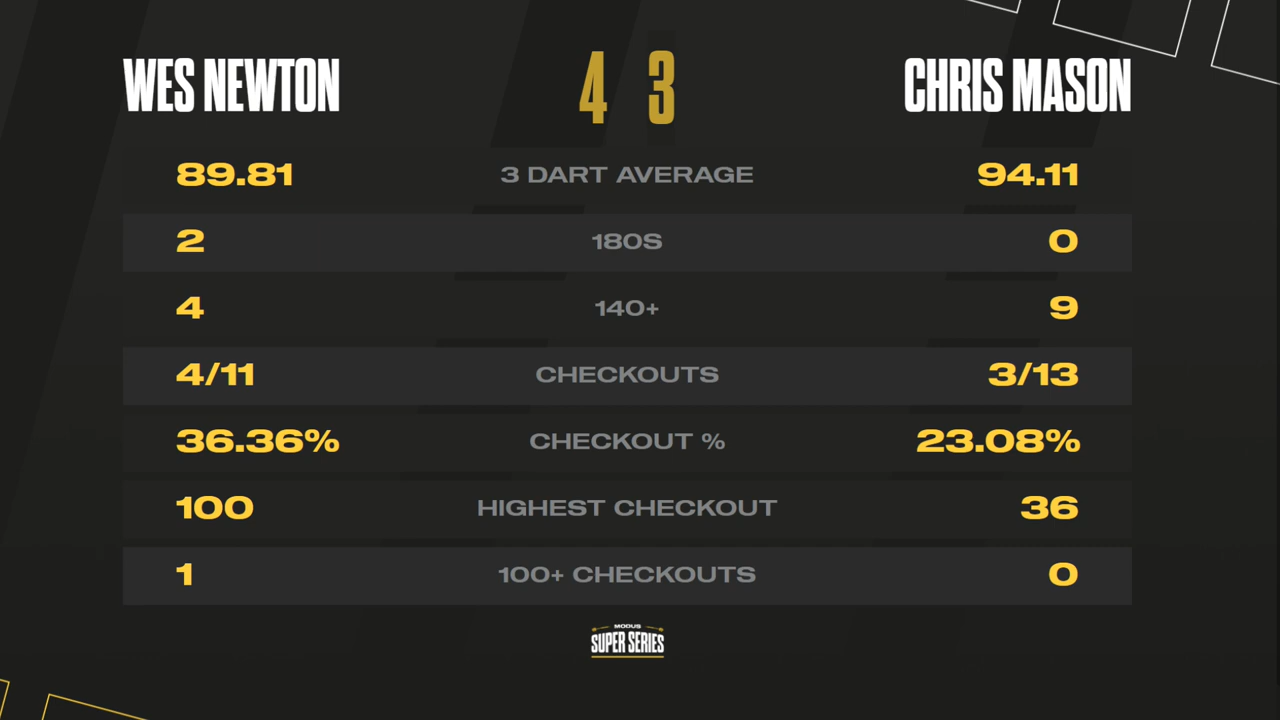 WES NEWTON 4 3 CHRIS MASON
89.81 3 DART AVERAGE 94.11
2 180S 0
4 140+ 9
4/11 CHECKOUTS 3/13
36.36% CHECKOUT % 23.08%
100 HIGHEST CHECKOUT 36
1 100+ CHECKOUTS 0
MODUS
SUPER SERIES